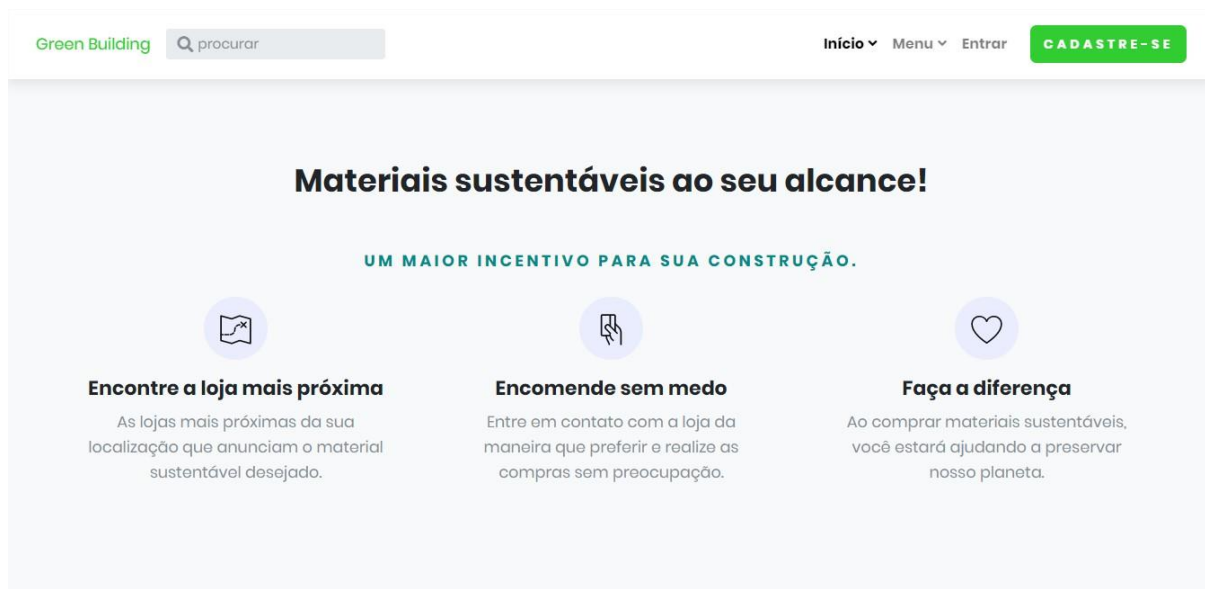 Green Building procurar Início Menu Entrar CADASTRE-SE
Materiais sustentáveis ao seu alcance!
UM MAIOR INCENTIVO PARA SUA CONSTRUÇÃO.
Encontre a loja mais próxima
As lojas mais próximas da sua
localização que anunciam o material
sustentável desejado.
Encomende sem medo
Entre em contato com a loja da
maneira que preferir e realize as
compras sem preocupação.
Faça a diferença
Ao comprar materiais sustentáveis,
você estará ajudando a preservar
nosso planeta.